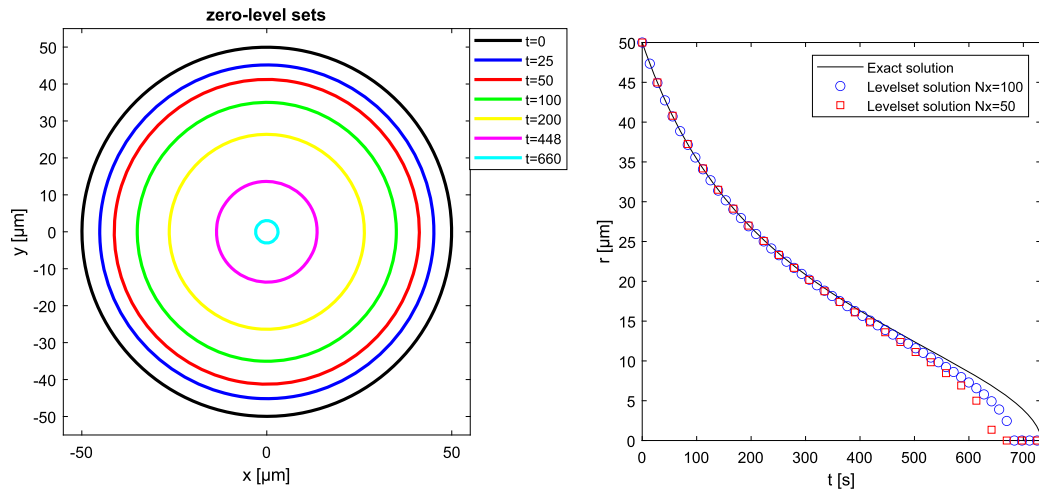 zero-level sets
t=0
t=25
t=50
t=100
t=200
t=448
t=660
50
40
30
20
10
0
-10
-20
-30
-40
-50
y [µm]
-50
0
50
x [µm]
Exact solution
Levelset solution Nx=100
Levelset solution Nx=50
50
45
40
35
30
25
20
15
10
5
0
r [µm]
0
100
200
300
400
500
600
700
t [s]